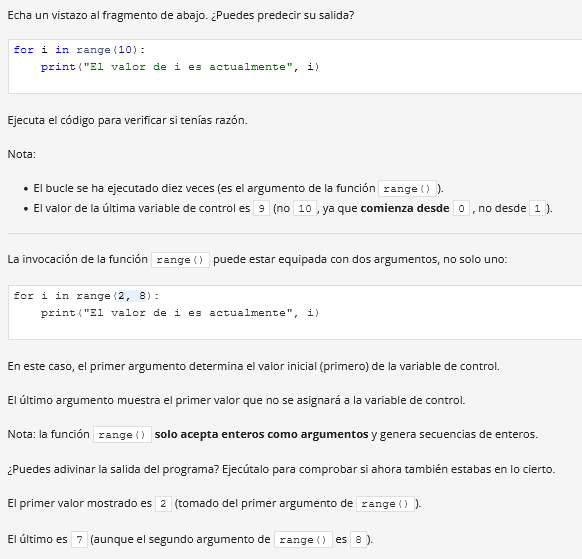 Echa un vistazo al fragmento de abajo. ¿Puedes predecir su salida?
for i in range(10):
    print("El valor de i es actualmente", i)
Ejecuta el código para verificar si tenías razón.
Nota:
• El bucle se ha ejecutado diez veces (es el argumento de la función range() ).
• El valor de la última variable de control es 9 (no 10 , ya que comienza desde 0 , no desde 1 ).
La invocación de la función range() puede estar equipada con dos argumentos, no solo uno:
for i in range(2, 8):
    print("El valor de i es actualmente", i)
En este caso, el primer argumento determina el valor inicial (primero) de la variable de control.
El último argumento muestra el primer valor que no se asignará a la variable de control.
Nota: la función range() solo acepta enteros como argumentos y genera secuencias de enteros.
¿Puedes adivinar la salida del programa? Ejecútalo para comprobar si ahora también estabas en lo cierto.
El primer valor mostrado es 2 (tomado del primer argumento de range() ).
El último es 7 (aunque el segundo argumento de range() es 8 ).